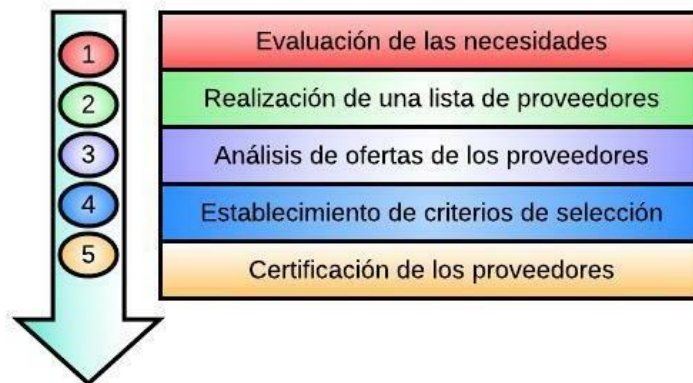 1
Evaluación de las necesidades
2
Realización de una lista de proveedores
3
Análisis de ofertas de los proveedores
4
Establecimiento de criterios de selección
5
Certificación de los proveedores